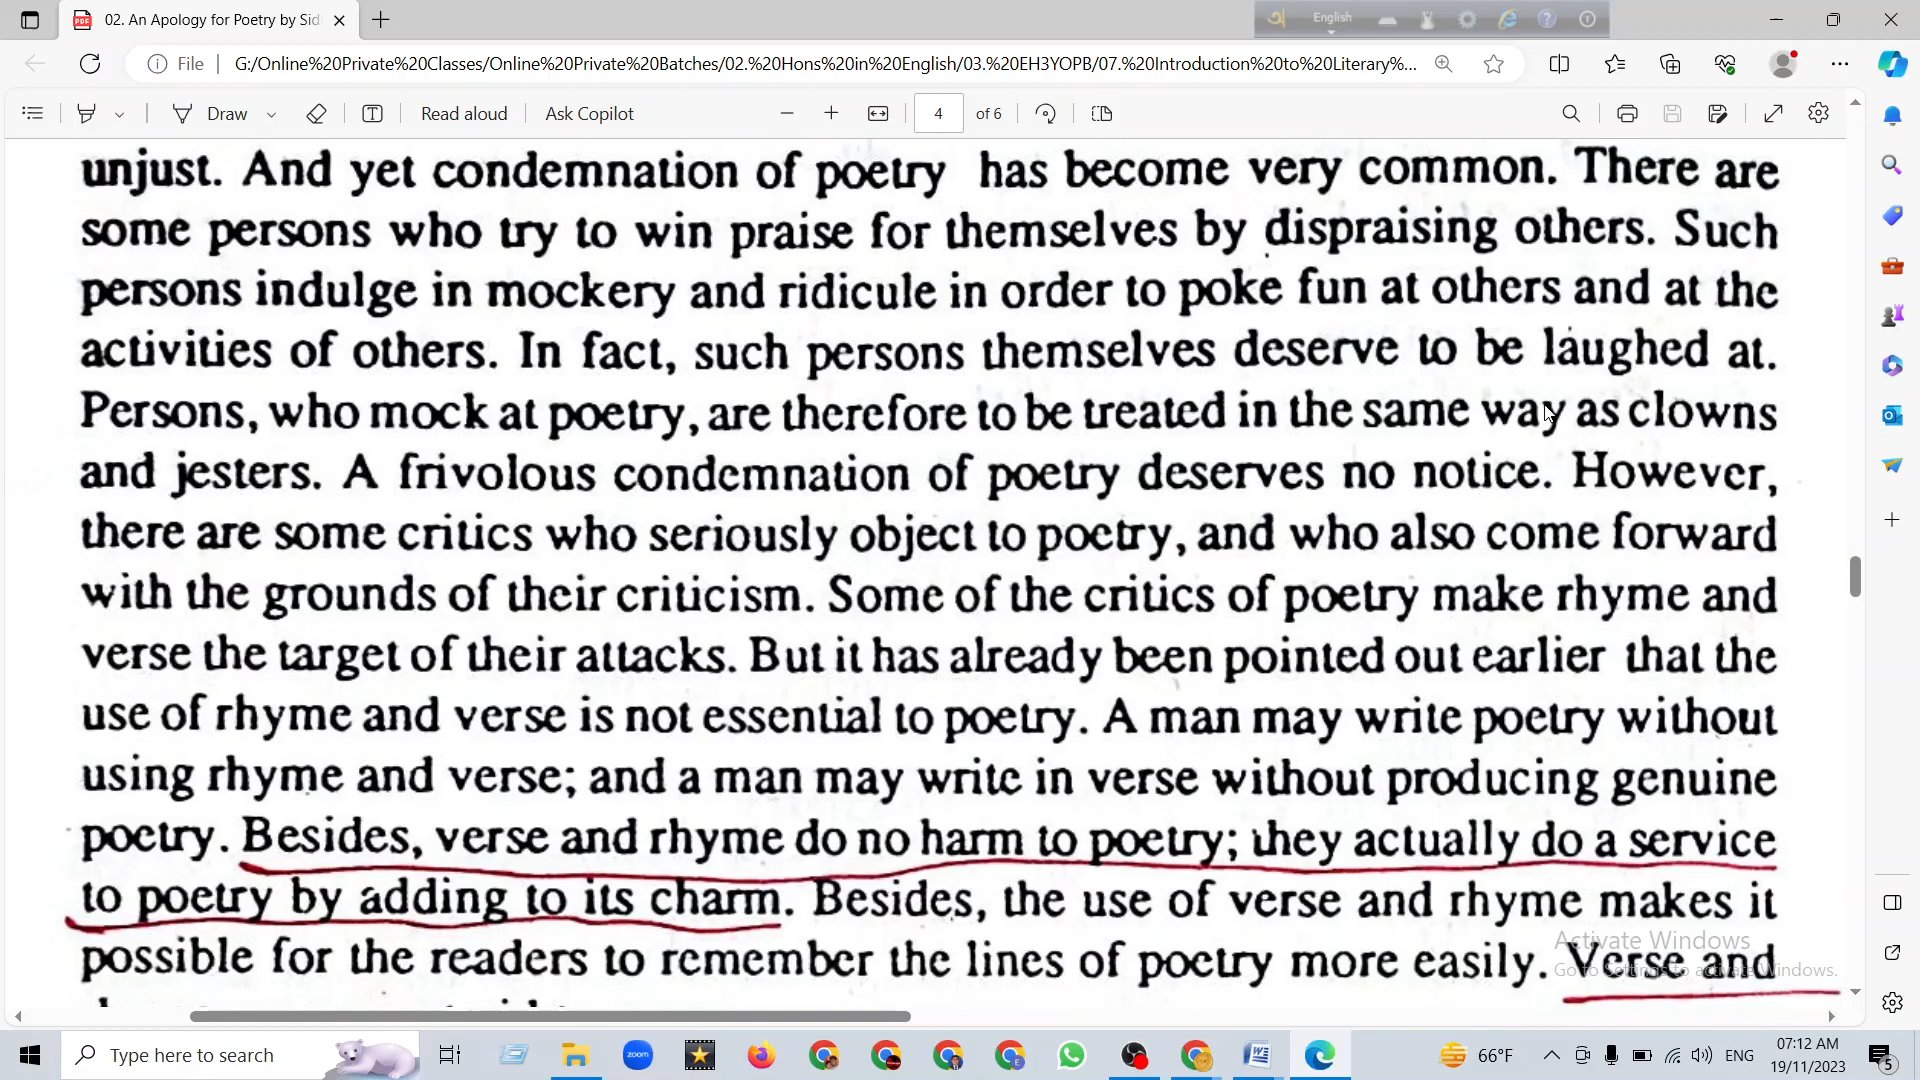 02. An Apology for Poetry by Sid
English
File
G:/Online%20Private%20Classes/Online%20Private%20Batches/02.%20Hons%20in%20English/03.%20EH3YOPB/07.%20Introduction%20to%20Literary%...
Draw
Read aloud
Ask Copilot
4 of 6
unjust. And yet condemnation of poetry has become very common. There are
some persons who try to win praise for themselves by dispraising others. Such
persons indulge in mockery and ridicule in order to poke fun at others and at the
activities of others. In fact, such persons themselves deserve to be laughed at.
Persons, who mock at poetry, are therefore to be treated in the same way as clowns
and jesters. A frivolous condemnation of poetry deserves no notice. However,
there are some critics who seriously object to poetry, and who also come forward
with the grounds of their criticism. Some of the critics of poetry make rhyme and
verse the target of their attacks. But it has already been pointed out earlier that the
use of rhyme and verse is not essential to poetry. A man may write poetry without
using rhyme and verse; and a man may write in verse without producing genuine
poetry. Besides, verse and rhyme do no harm to poetry; they actually do a service
to poetry by adding to its charm. Besides, the use of verse and rhyme makes it
possible for the readers to remember the lines of poetry more easily. Verse and
Activate Windows
Go to Settings to activate Windows.
Type here to search
zoom
66°F
ENG
07:12 AM
19/11/2023
5